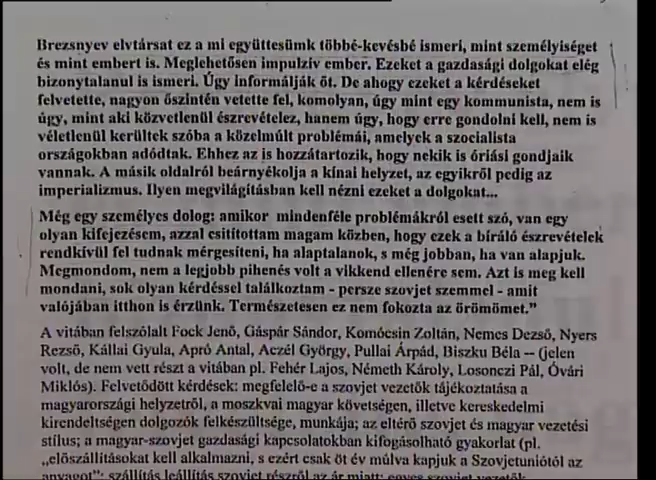 Brezsnyev elvtársat ez a mi együttesümk többé-kevésbé ismeri, mint személyiséget
és mint embert is. Meglehetősen impulzív ember. Ezeket a gazdasági dolgokat elég
bizonytalanul is ismeri. Úgy informálják őt. De ahogy ezeket a kérdéseket
felvetette, nagyon őszintén vetette fel, komolyan, úgy mint egy kommunista, nem is
úgy, mint aki közvetlenül észrevételez, hanem úgy, hogy erre gondolni kell, nem is
véletlenül kerültek szóba a közelmúlt problémái, amelyek a szocialista
országokban adódtak. Ehhez az is hozzátartozik, hogy nekik is óriási gondjaik
vannak. A másik oldalról beárnyékolja a kínai helyzet, az egyikről pedig az
imperializmus. Ilyen megvilágításban kell nézni ezeket a dolgokat...
Még egy személyes dolog: amikor mindenféle problémákról esett szó, van egy
olyan kifejezésem, azzal csitítottam magam közben, hogy ezek a bíráló észrevételek
rendkívül fel tudnak mérgesíteni, ha alaptalanok, s még jobban, ha van alapjuk.
Megmondom, nem a legjobb pihenés volt a vikkend ellenére sem. Azt is meg kell
mondani, sok olyan kérdéssel találkoztam - persze szovjet szemmel - amit
valójában itthon is érzünk. Természetesen ez nem fokozta az örömömet.”
A vitában felszólalt Fock Jenő, Gáspár Sándor, Komócsin Zoltán, Nemes Dezső, Nyers
Rezső, Kállai Gyula, Apró Antal, Aczél György, Pullai Árpád, Biszku Béla -- (jelen
volt, de nem vett részt a vitában pl. Fehér Lajos, Németh Károly, Losonczi Pál, Óvári
Miklós). Felvetődött kérdések: megfelelő-e a szovjet vezetők tájékoztatása a
magyarországi helyzetről, a moszkvai magyar követségen, illetve kereskedelmi
kirendeltségen dolgozók felkészültsége, munkája; az eltérő szovjet és magyar vezetési
stílus; a magyar-szovjet gazdasági kapcsolatokban kifogásolható gyakorlat (pl.
„előszállításokat kell alkalmazni, s ezért csak öt év múlva kapjuk a Szovjetuniótól az
anyagot”; szállítás leállítás szovjet részről az ár miatt; egyes szovjet vezetők